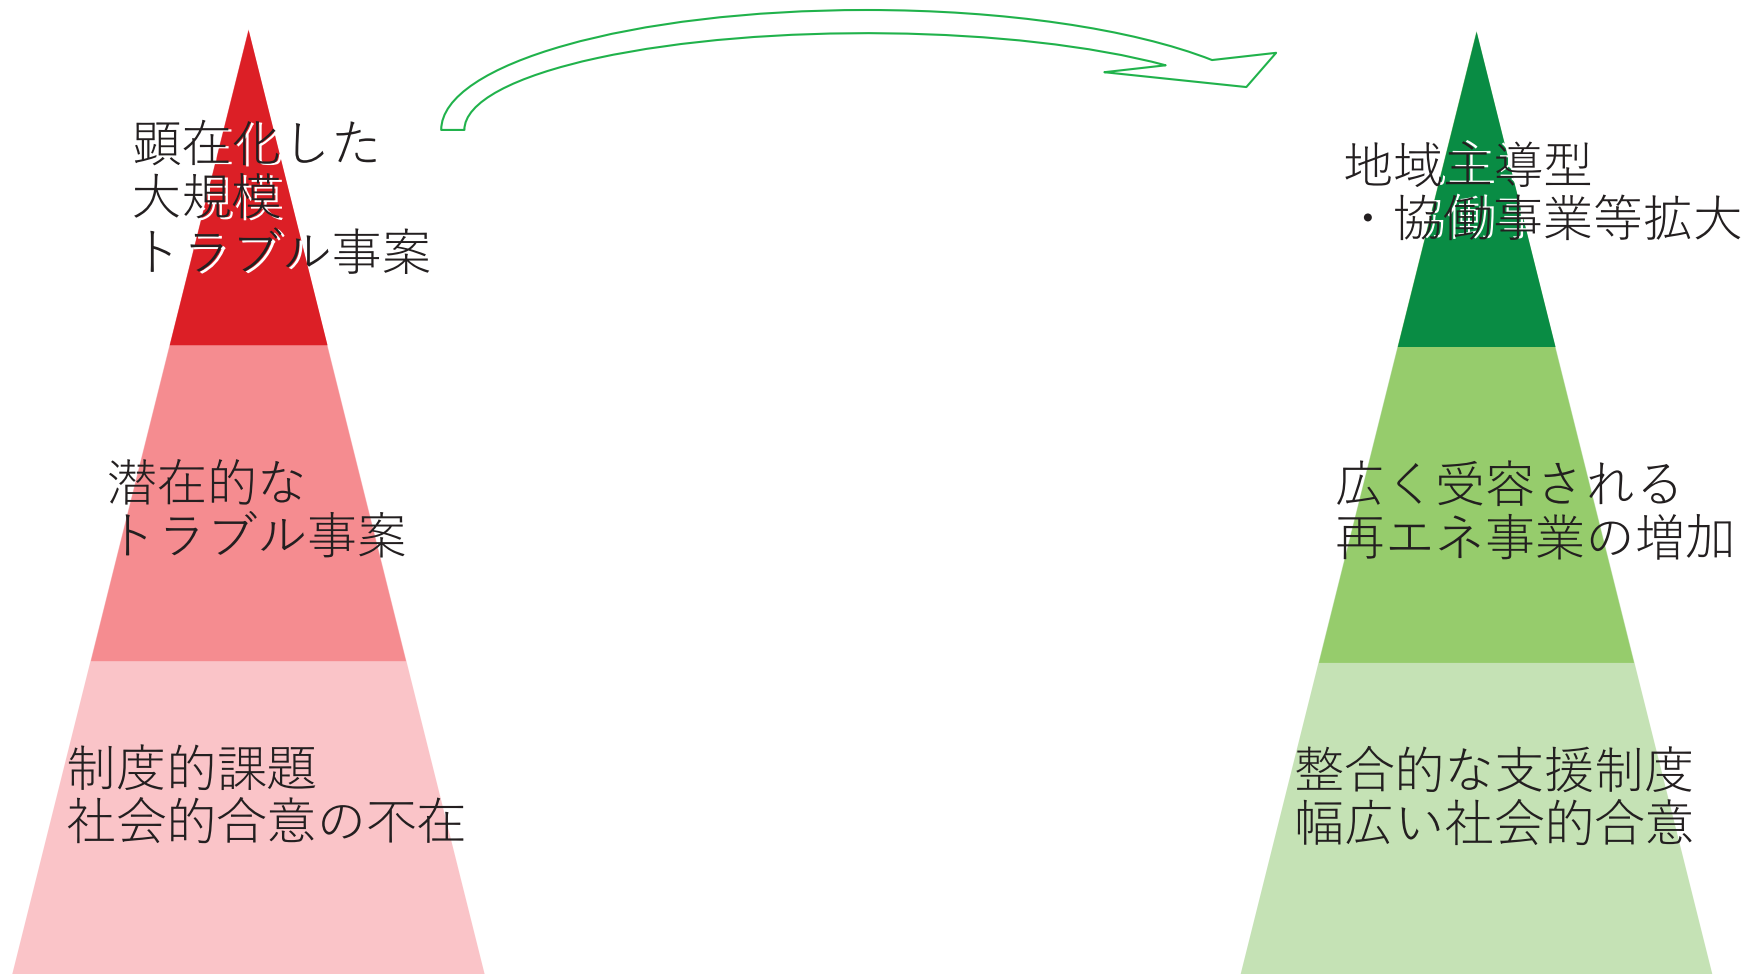 顕在化した
大規模
トラブル事案
潜在的な
トラブル事案
制度的課題
社会的合意の不在
地域主導型
・協働事業等拡大
広く受容される
再エネ事業の増加
整合的な支援制度
幅広い社会的合意